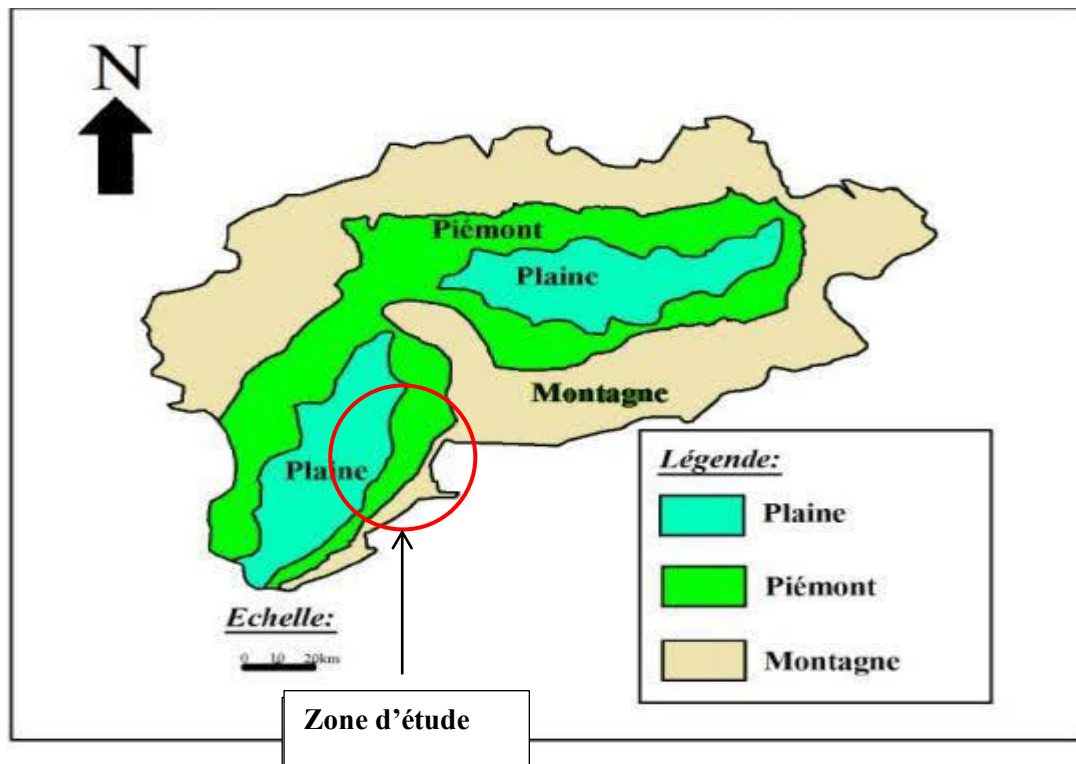 N
Piémont
Plaine
Montagne
Plaine
Légende:
Plaine
Piémont
Montagne
Echelle:
0 10 20km
Zone d'étude